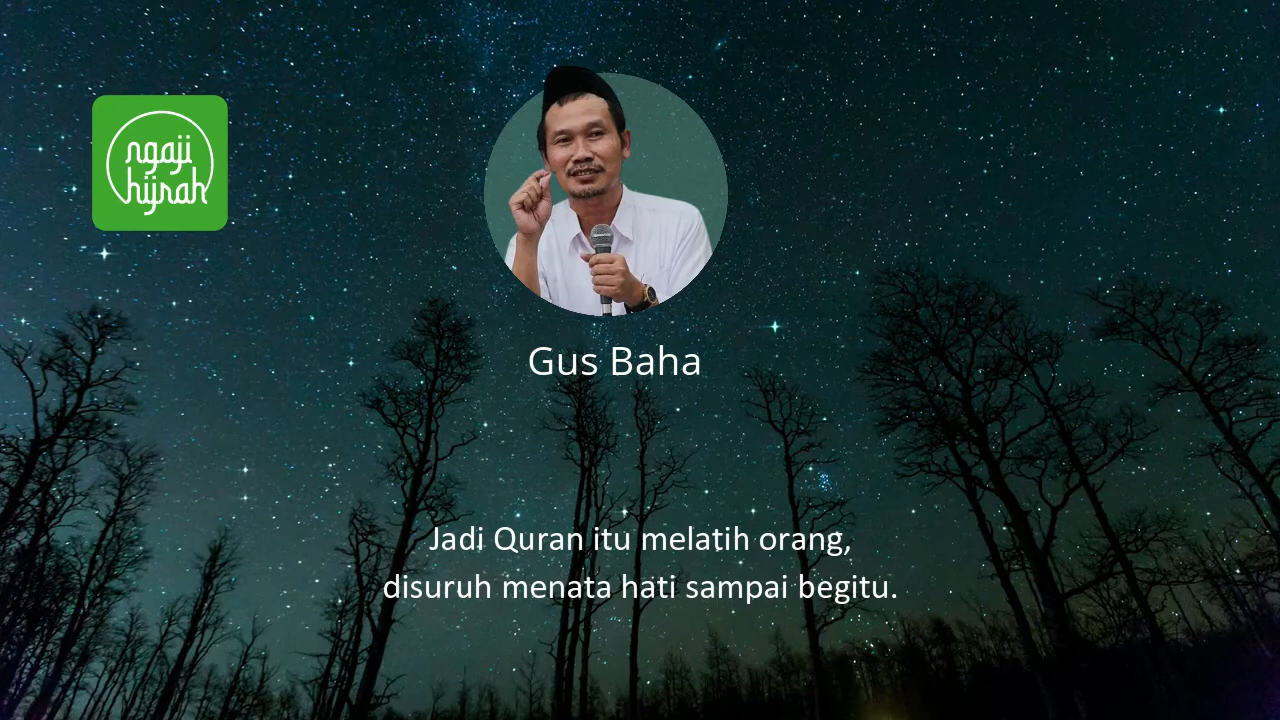 ngaji
hijrah
Gus Baha
Jadi Quran itu melatih orang,
disuruh menata hati sampai begitu.